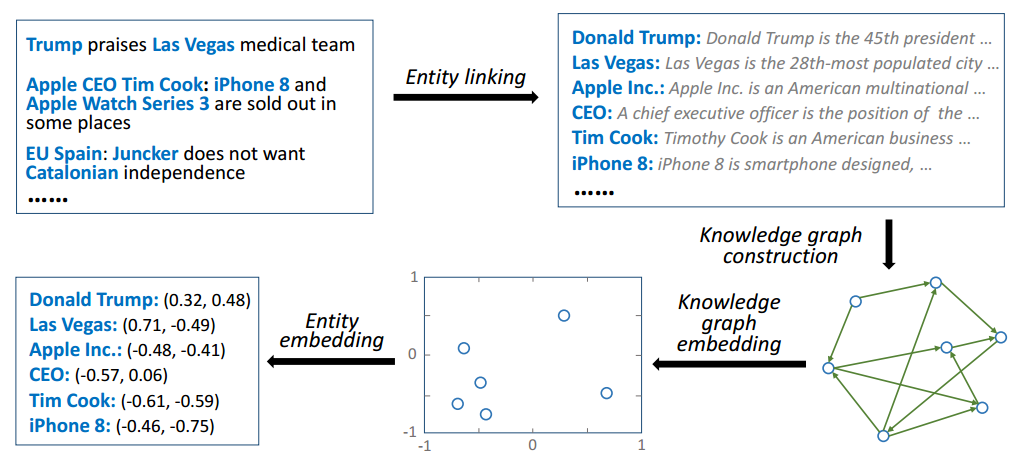 Trump praises Las Vegas medical team
Apple CEO Tim Cook: iPhone 8 and
Apple Watch Series 3 are sold out in
some places
EU Spain: Juncker does not want
Catalonian independence
......
Entity linking
Donald Trump: Donald Trump is the 45th president ...
Las Vegas: Las Vegas is the 28th-most populated city ...
Apple Inc.: Apple Inc. is an American multinational ...
CEO: A chief executive officer is the position of the ...
Tim Cook: Timothy Cook is an American business ...
iPhone 8: iPhone 8 is smartphone designed, ...
......
Knowledge graph
construction
Knowledge
graph
embedding
1
0
-1
-1
0
1
Entity
embedding
Donald Trump: (0.32, 0.48)
Las Vegas: (0.71, -0.49)
Apple Inc.: (-0.48, -0.41)
CEO: (-0.57, 0.06)
Tim Cook: (-0.61, -0.59)
iPhone 8: (-0.46, -0.75)